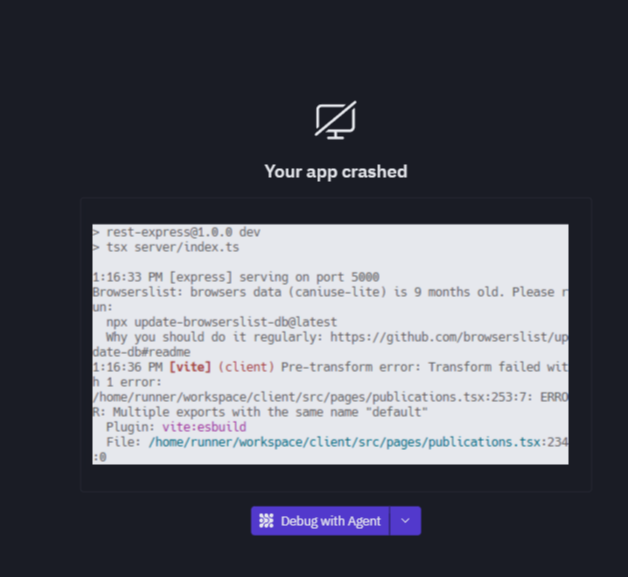 Your app crashed
> rest-express@1.0.0 dev
> tsx server/index.ts
1:16:33 PM [express] serving on port 5000
Browserslist: browsers data (caniuse-lite) is 9 months old. Please r
un:
npx update-browserslist-db@latest
Why you should do it regularly: https://github.com/browserslist/up
date-db#readme
1:16:36 PM [vite] (client) Pre-transform error: Transform failed wit
h 1 error:
/home/runner/workspace/client/src/pages/publications.tsx:253:7: ERRO
R: Multiple exports with the same name "default"
Plugin: vite:esbuild
File: /home/runner/workspace/client/src/pages/publications.tsx:234
:0
Debug with Agent